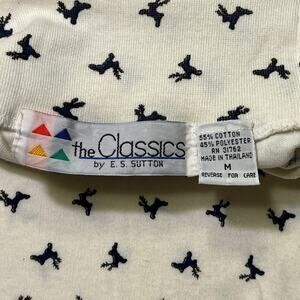 the Classics
by E.S. SUTTON
55% COTTON
45% POLYESTER
RN 31762
MADE IN THAILAND
M
REVERSE FOR CARE